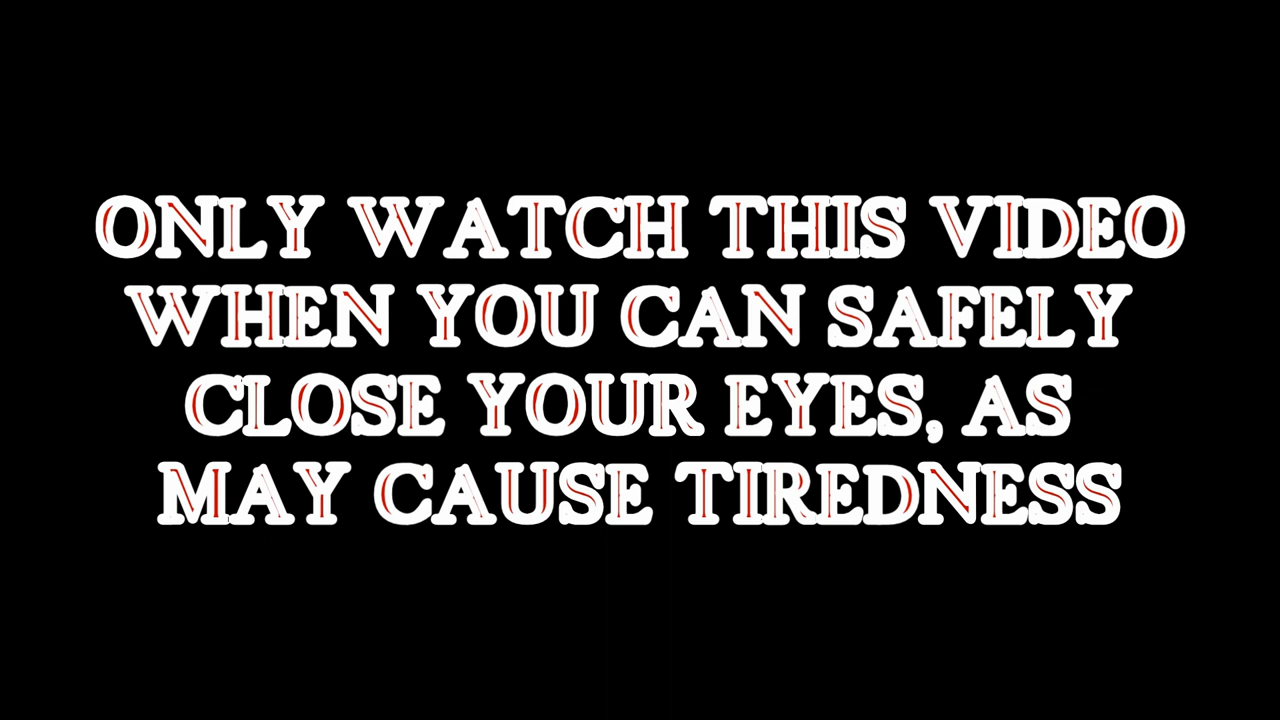 ONLY WATCH THIS VIDEO
WHEN YOU CAN SAFELY
CLOSE YOUR EYES, AS
MAY CAUSE TIREDNESS